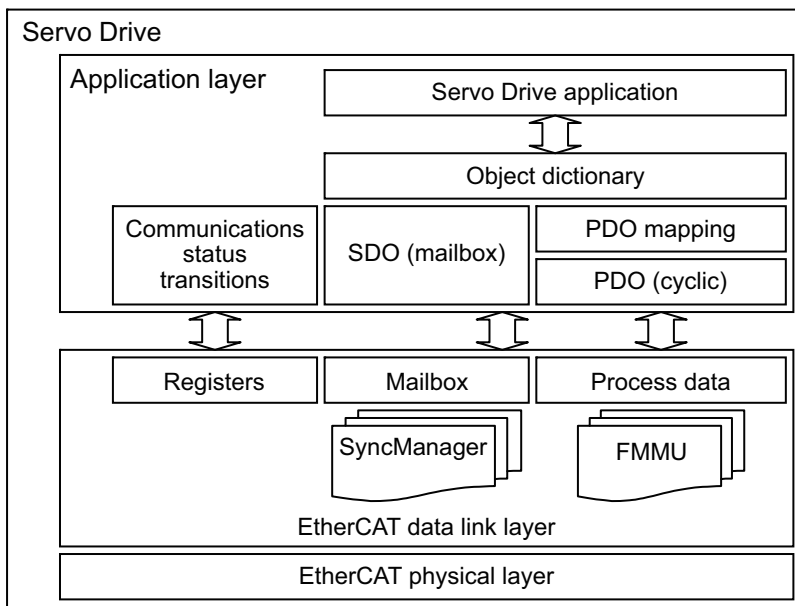 Servo Drive
Application layer
Servo Drive application
Object dictionary
Communications
status
transitions
SDO (mailbox)
PDO mapping
PDO (cyclic)
Registers
Mailbox
Process data
SyncManager
FMMU
EtherCAT data link layer
EtherCAT physical layer